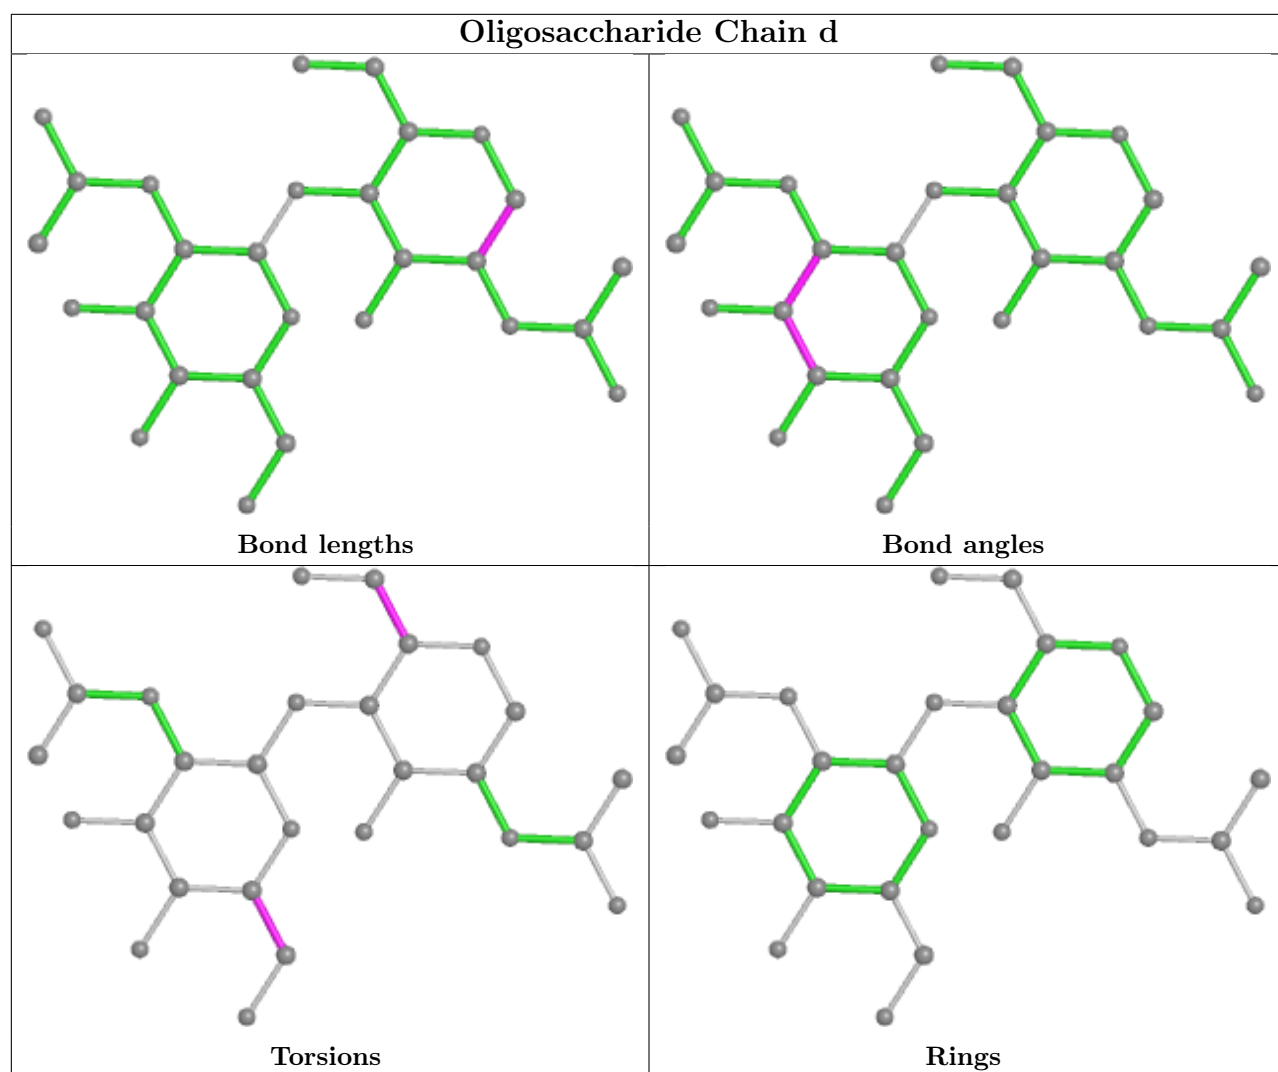 Oligosaccharide Chain d
Bond lengths
Bond angles
Torsions
Rings